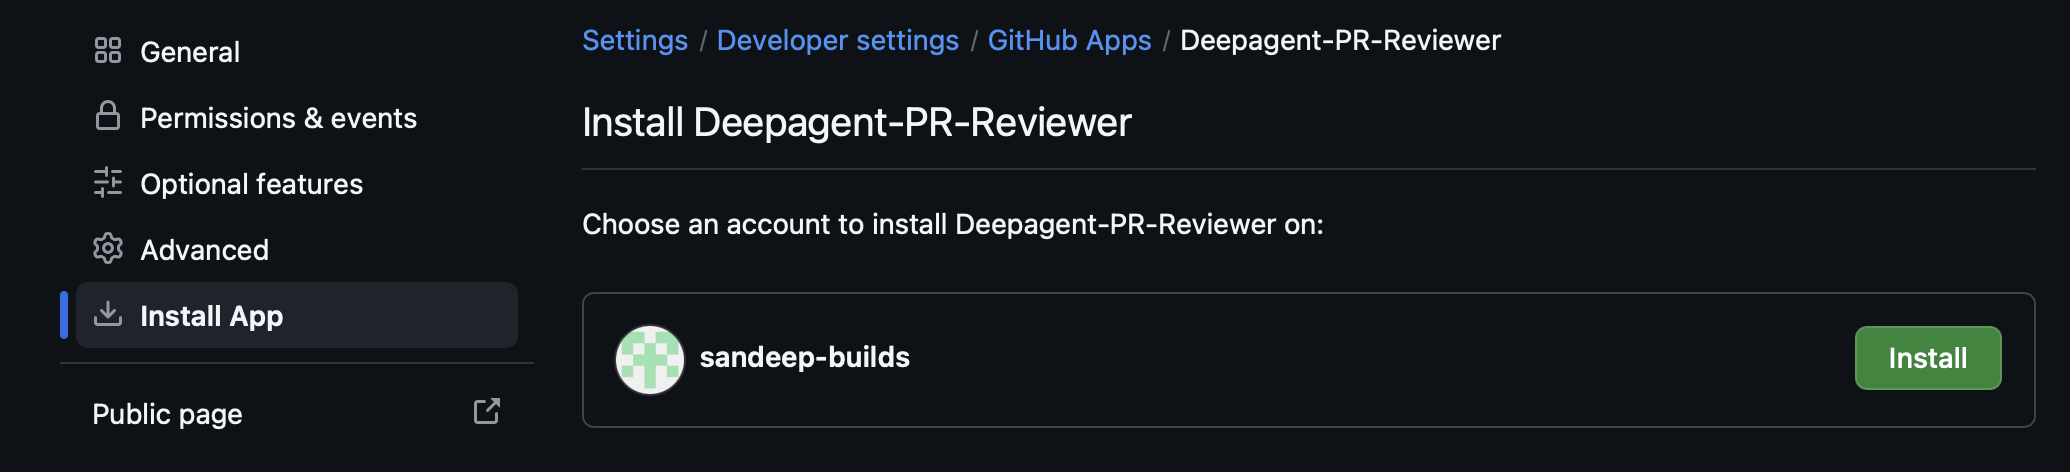 General
Permissions & events
Optional features
Advanced
Install App
Public page
Settings / Developer settings / GitHub Apps / Deepagent-PR-Reviewer
Install Deepagent-PR-Reviewer
Choose an account to install Deepagent-PR-Reviewer on:
sandeep-builds
Install